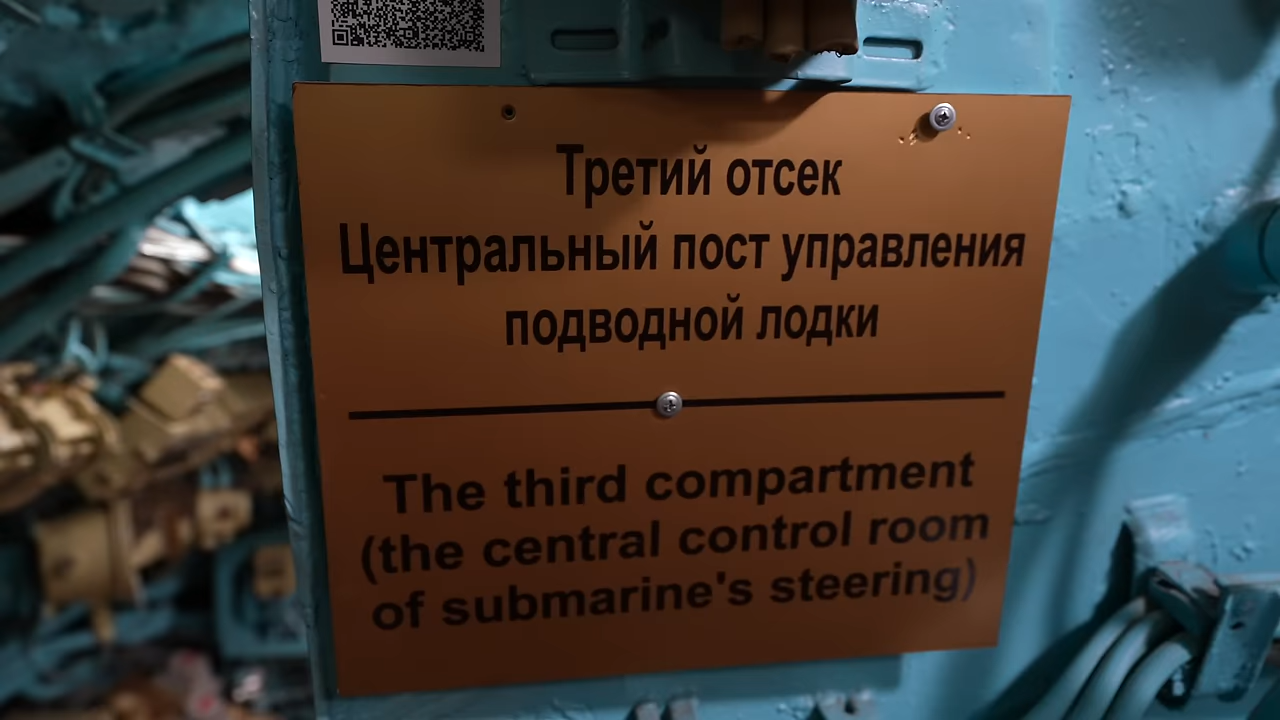 Третий отсек
Центральный пост управления
подводной лодки
The third compartment
(the central control room
of submarine's steering)